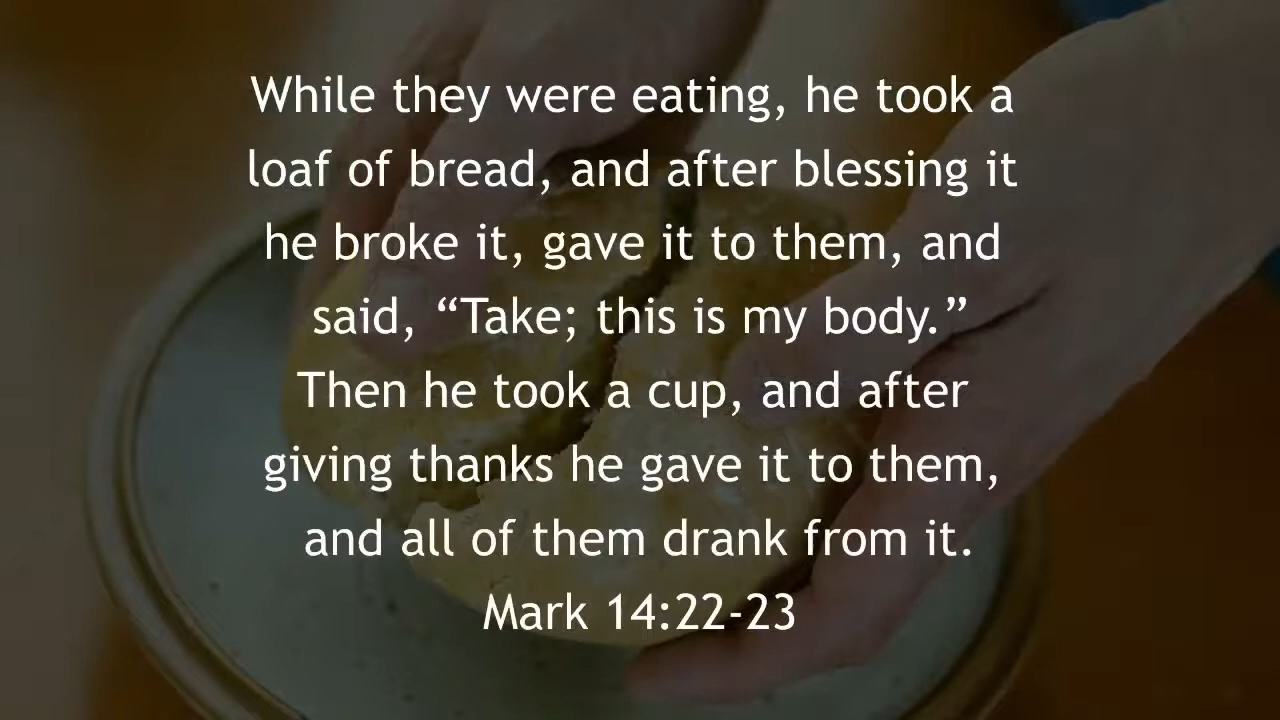 While they were eating, he took a
loaf of bread, and after blessing it
he broke it, gave it to them, and
said, “Take; this is my body.”
Then he took a cup, and after
giving thanks he gave it to them,
and all of them drank from it.
Mark 14:22-23